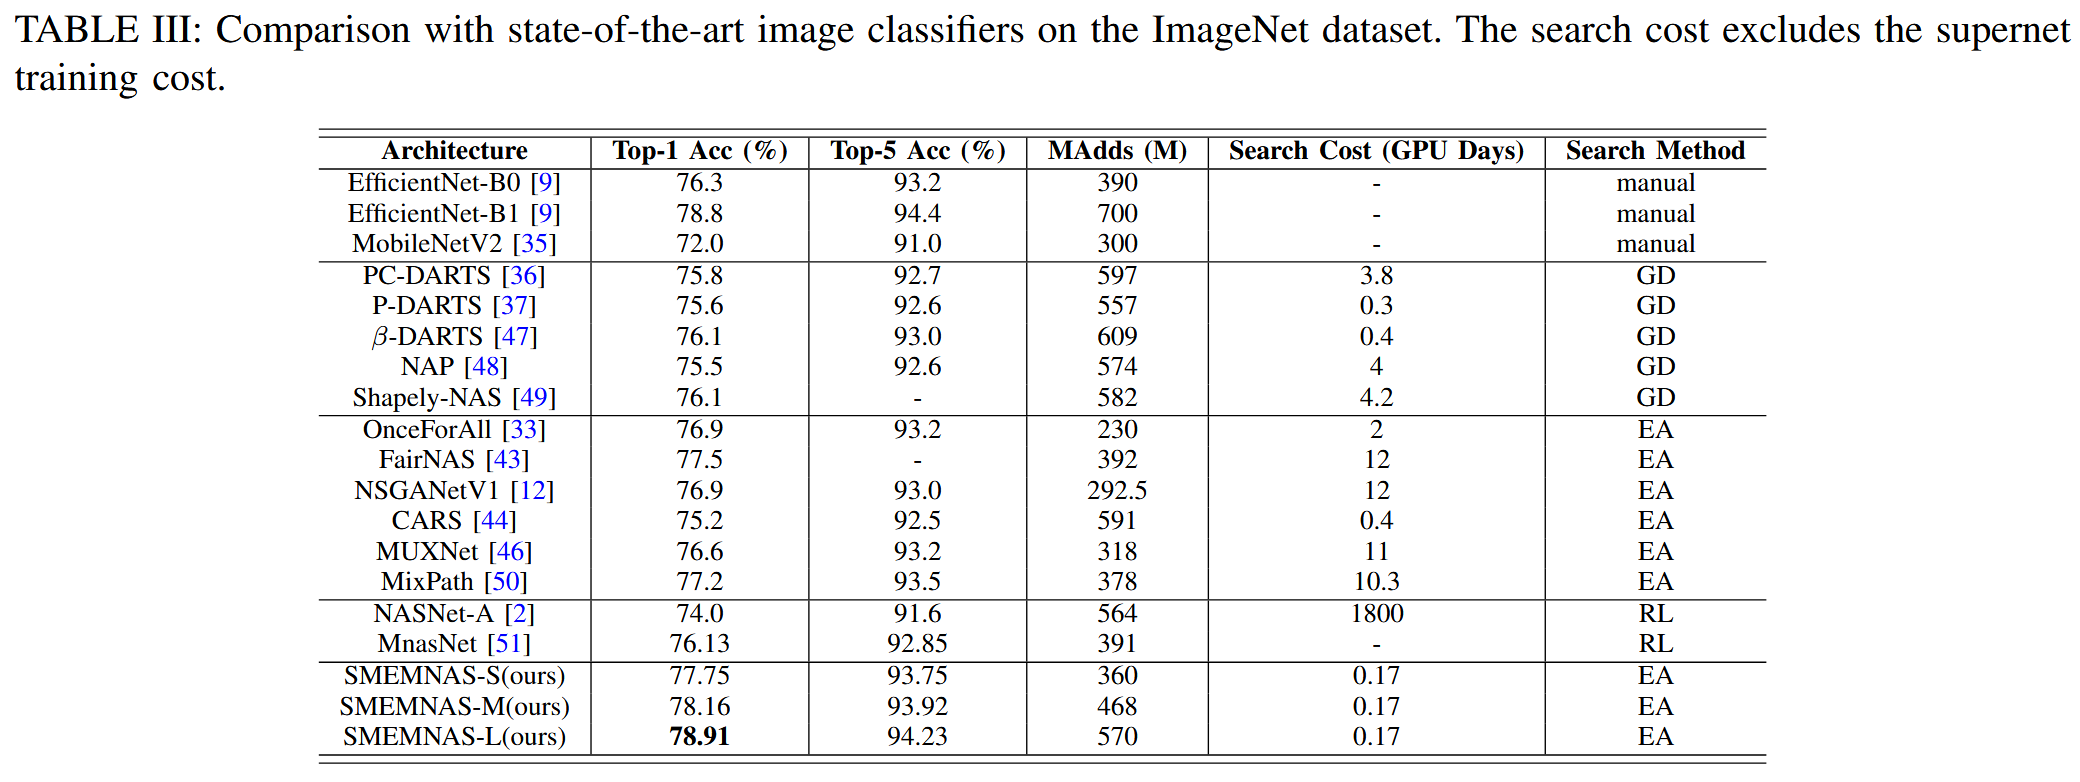 TABLE III: Comparison with state-of-the-art image classifiers on the ImageNet dataset. The search cost excludes the supernet
training cost.
Architecture Top-1 Acc (%) Top-5 Acc (%) MAdds (M) Search Cost (GPU Days) Search Method
EfficientNet-B0 [9] 76.3 93.2 390 - manual
EfficientNet-B1 [9] 78.8 94.4 700 - manual
MobileNetV2 [35] 72.0 91.0 300 - manual
PC-DARTS [36] 75.8 92.7 597 3.8 GD
P-DARTS [37] 75.6 92.6 557 0.3 GD
β-DARTS [47] 76.1 93.0 609 0.4 GD
NAP [48] 75.5 92.6 574 4 GD
Shapely-NAS [49] 76.1 - 582 4.2 GD
OnceForAll [33] 76.9 93.2 230 2 EA
FairNAS [43] 77.5 - 392 12 EA
NSGANetV1 [12] 76.9 93.0 292.5 12 EA
CARS [44] 75.2 92.5 591 0.4 EA
MUXNet [46] 76.6 93.2 318 11 EA
MixPath [50] 77.2 93.5 378 10.3 EA
NASNet-A [2] 74.0 91.6 564 1800 RL
MnasNet [51] 76.13 92.85 391 - RL
SMEMNAS-S(ours) 77.75 93.75 360 0.17 EA
SMEMNAS-M(ours) 78.16 93.92 468 0.17 EA
SMEMNAS-L(ours) 78.91 94.23 570 0.17 EA